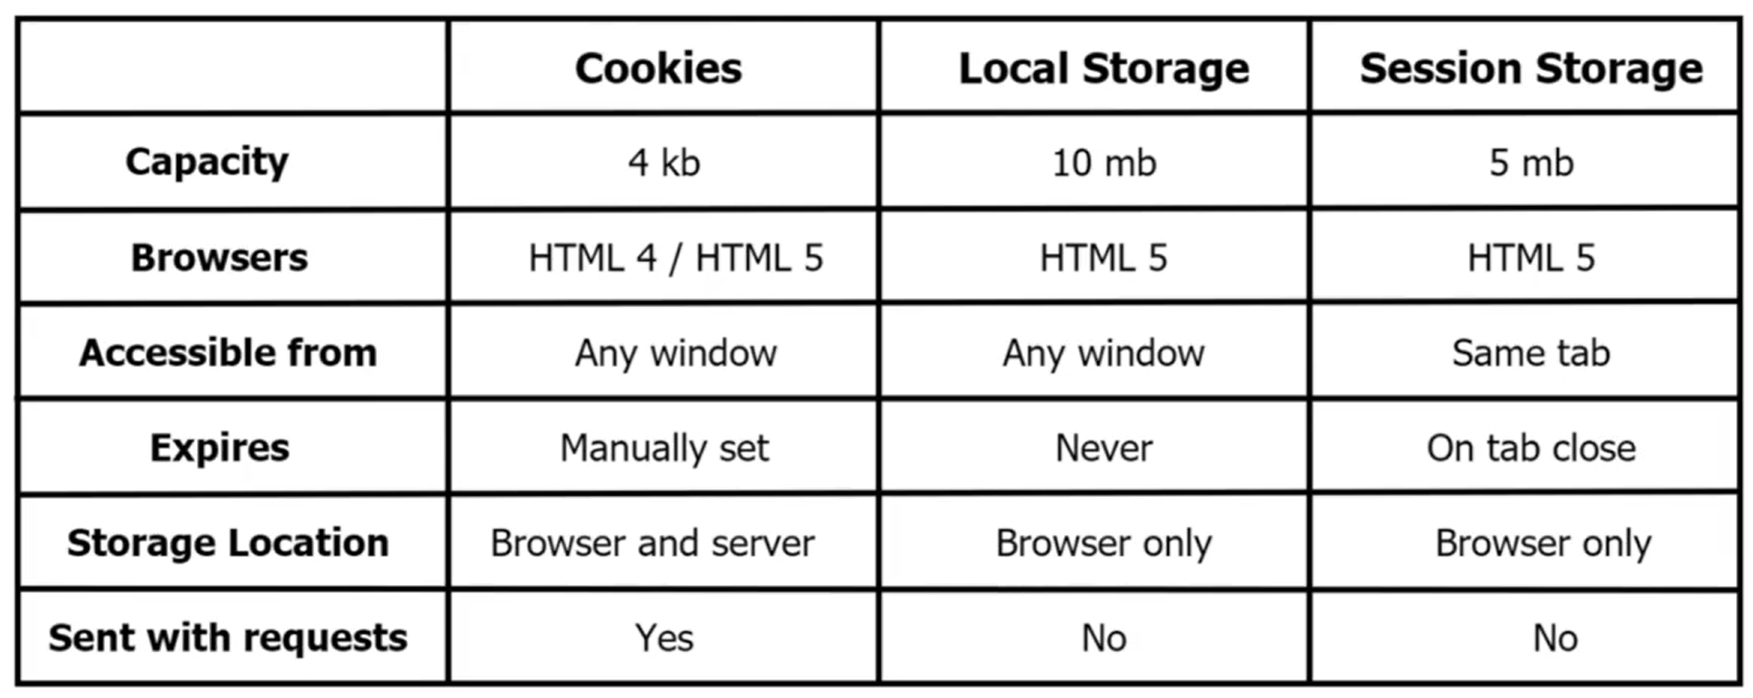 Cookies Local Storage Session Storage
Capacity 4 kb 10 mb 5 mb
Browsers HTML 4 / HTML 5 HTML 5 HTML 5
Accessible from Any window Any window Same tab
Expires Manually set Never On tab close
Storage Location Browser and server Browser only Browser only
Sent with requests Yes No No